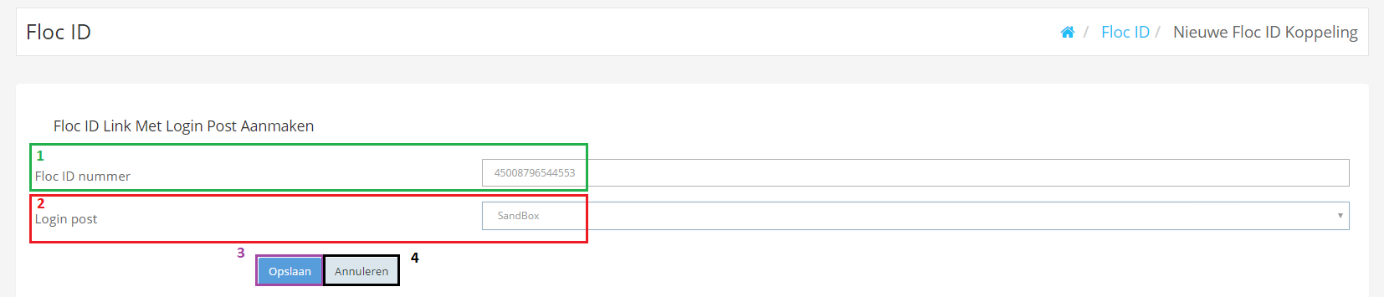 Floc ID
/ Floc ID / Nieuwe Floc ID Koppeling
Floc ID Link Met Login Post Aanmaken
1
Floc ID nummer
45008796544553
2
Login post
SandBox
3
Opslaan
Annuleren
4